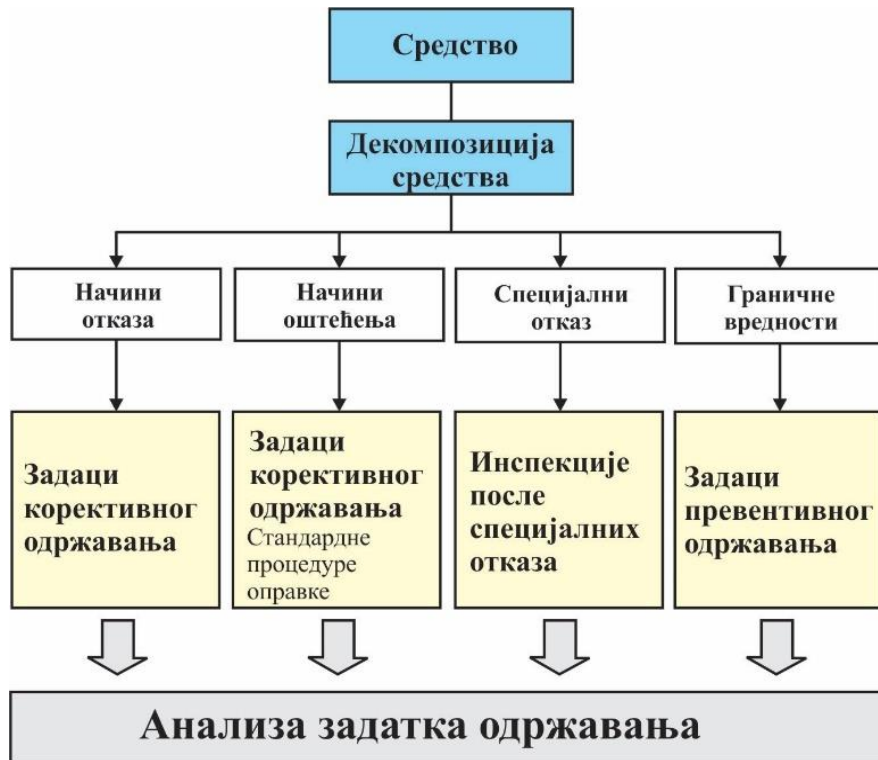 Средство
Декомпозиција
средства
Начини
отказа
Начини
оштећења
Специјални
отказ
Граничне
вредности
Задаци
корективног
одржавања
Задаци
корективног
одржавања
Стандардне
процедуре
оправке
Инспекције
после
специјалних
отказа
Задаци
превентивног
одржавања
Анализа задатка одржавања